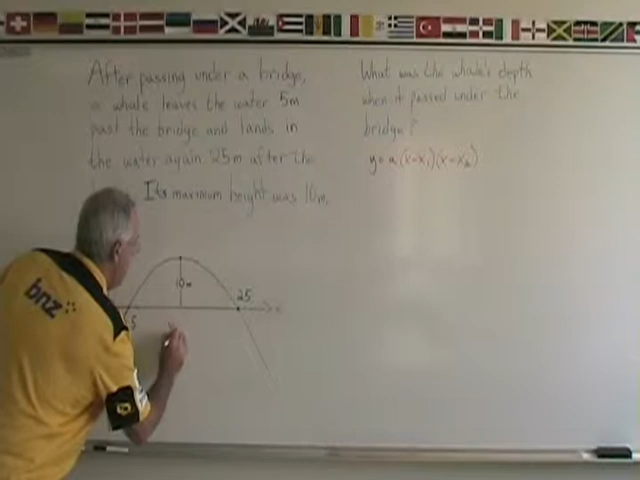 After passing under a bridge,
a whale leaves the water 5m
past the bridge and lands in
the water again 25m after the
Its maximum height was 10m.
What was the whale's depth
when it passed under the
bridge?
y = a(x-x₁)(x-x₂)
10m
25
5
x
bnz